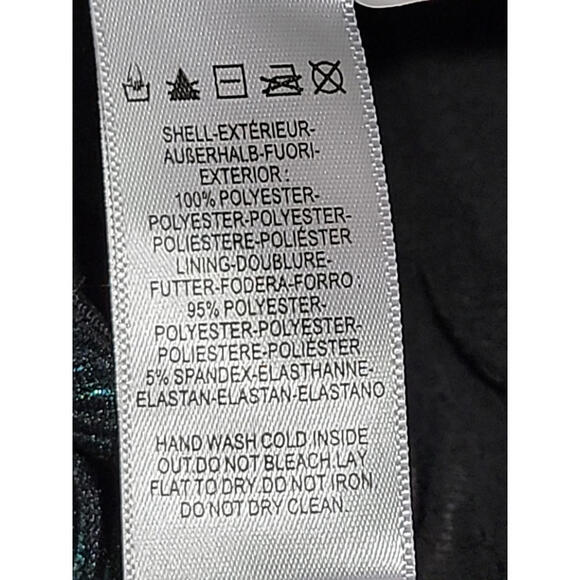 SHELL-EXTÉRIEUR-
AUßERHALB-FUORI-
EXTERIOR :
100% POLYESTER-
POLYESTER-POLYESTER-
POLIESTERE-POLIÉSTER
LINING-DOUBLURE-
FUTTER-FODERA-FORRO :
95% POLYESTER-
POLYESTER-POLYESTER-
POLIESTERE-POLIÉSTER
5% SPANDEX-ÉLASTHANNE-
ELASTAN-ELASTAN-ELASTANO
HAND WASH COLD INSIDE
OUT.DO NOT BLEACH.LAY
FLAT TO DRY.DO NOT IRON.
DO NOT DRY CLEAN.